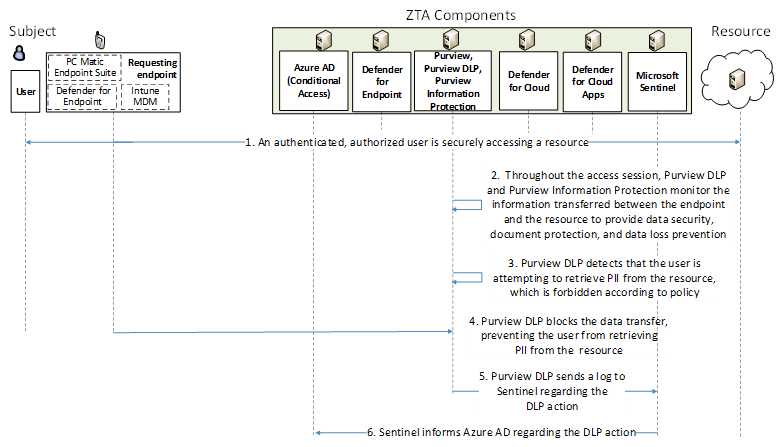 ZTA Components
Subject
Resource
PC Matic
Endpoint Suite
Requesting
endpoint
User
Defender for
Endpoint
Intune
MDM
Azure AD
(Conditional
Access)
Defender
for
Endpoint
Purview,
Purview DLP,
Purview
Information
Protection
Defender
for Cloud
Defender
for Cloud
Apps
Microsoft
Sentinel
1. An authenticated, authorized user is securely accessing a resource
2. Throughout the access session, Purview DLP
and Purview Information Protection monitor the
information transferred between the endpoint
and the resource to provide data security,
document protection, and data loss prevention
3. Purview DLP detects that the user is
attempting to retrieve PII from the resource,
which is forbidden according to policy
4. Purview DLP blocks the data transfer,
preventing the user from retrieving
PII from the resource
5. Purview DLP sends a log to
Sentinel regarding the
DLP action
6. Sentinel informs Azure AD regarding the DLP action